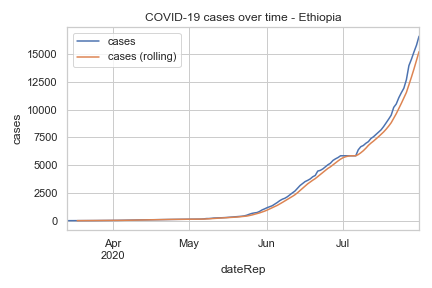 COVID-19 cases over time - Ethiopia
cases
cases (rolling)
15000
12500
10000
7500
5000
2500
0
cases
Apr
2020
May
Jun
Jul
dateRep